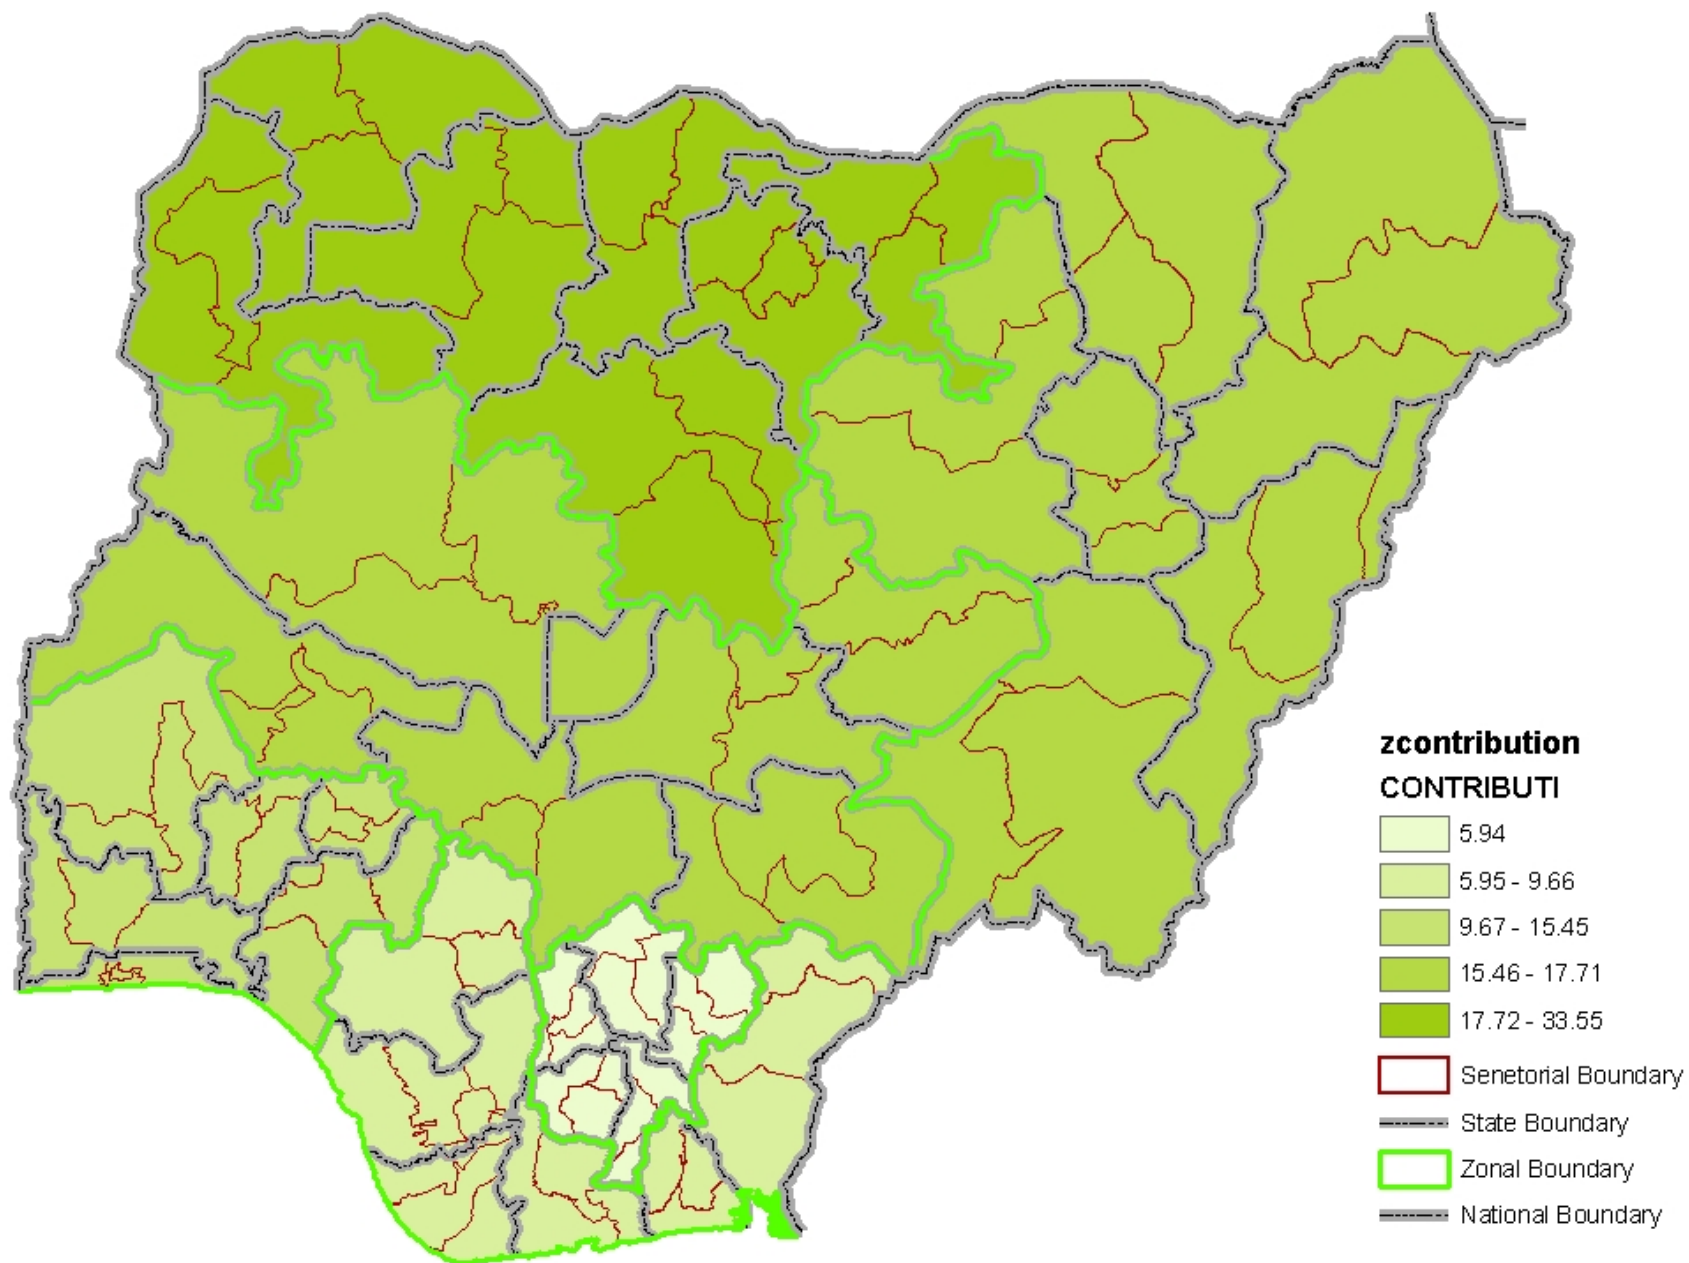 zcontribution
CONTRIBUTI
5.94
5.95 - 9.66
9.67 - 15.45
15.46 - 17.71
17.72 - 33.55
Senetorial Boundary
State Boundary
Zonal Boundary
National Boundary